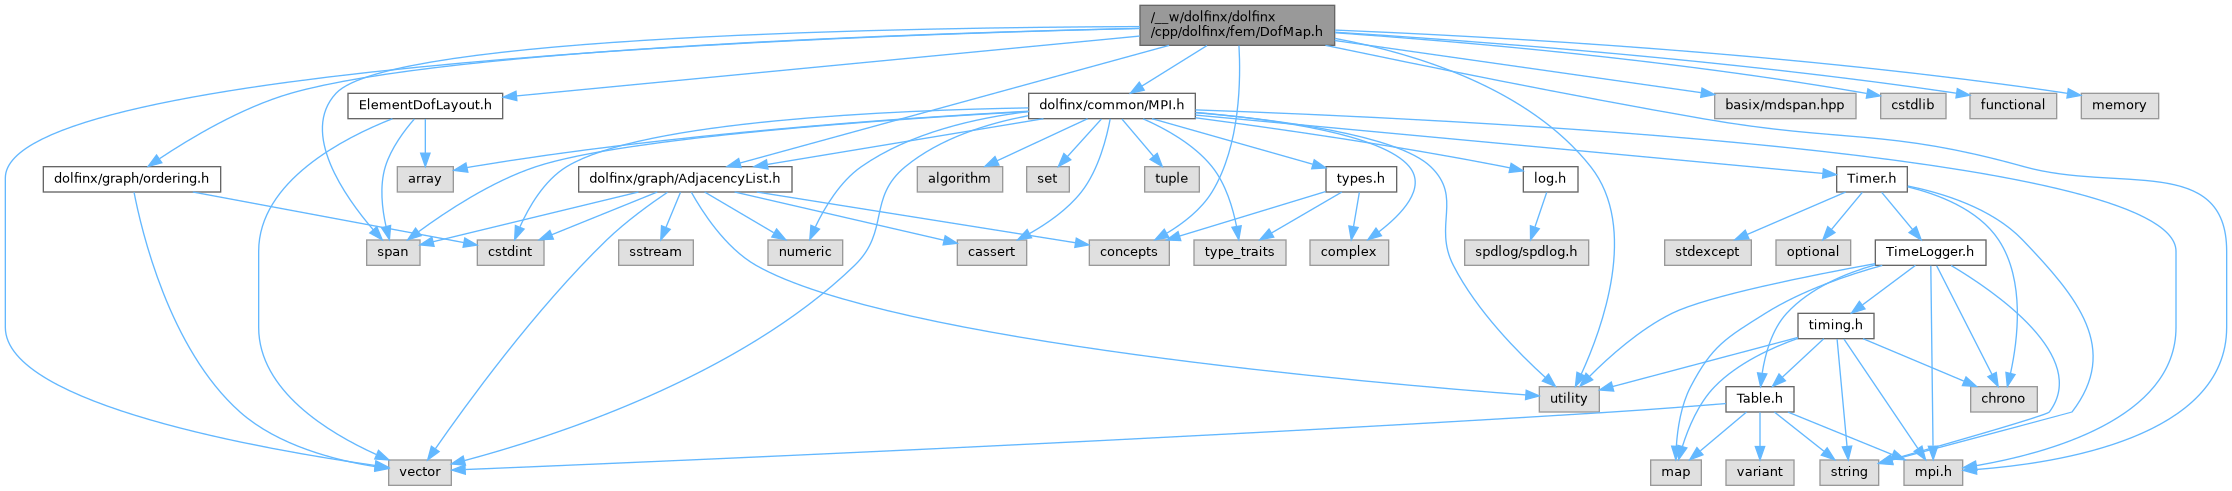 /__w/dolfinx/dolfinx
/cpp/dolfinx/fem/DofMap.h
ElementDofLayout.h
dolfinx/common/MPI.h
basix/mdspan.hpp
cstdlib
functional
memory
dolfinx/graph/ordering.h
array
dolfinx/graph/AdjacencyList.h
algorithm
set
tuple
types.h
log.h
Timer.h
span
cstdint
sstream
numeric
cassert
concepts
type_traits
complex
spdlog/spdlog.h
stdexcept
optional
TimeLogger.h
timing.h
utility
Table.h
chrono
vector
map
variant
string
mpi.h